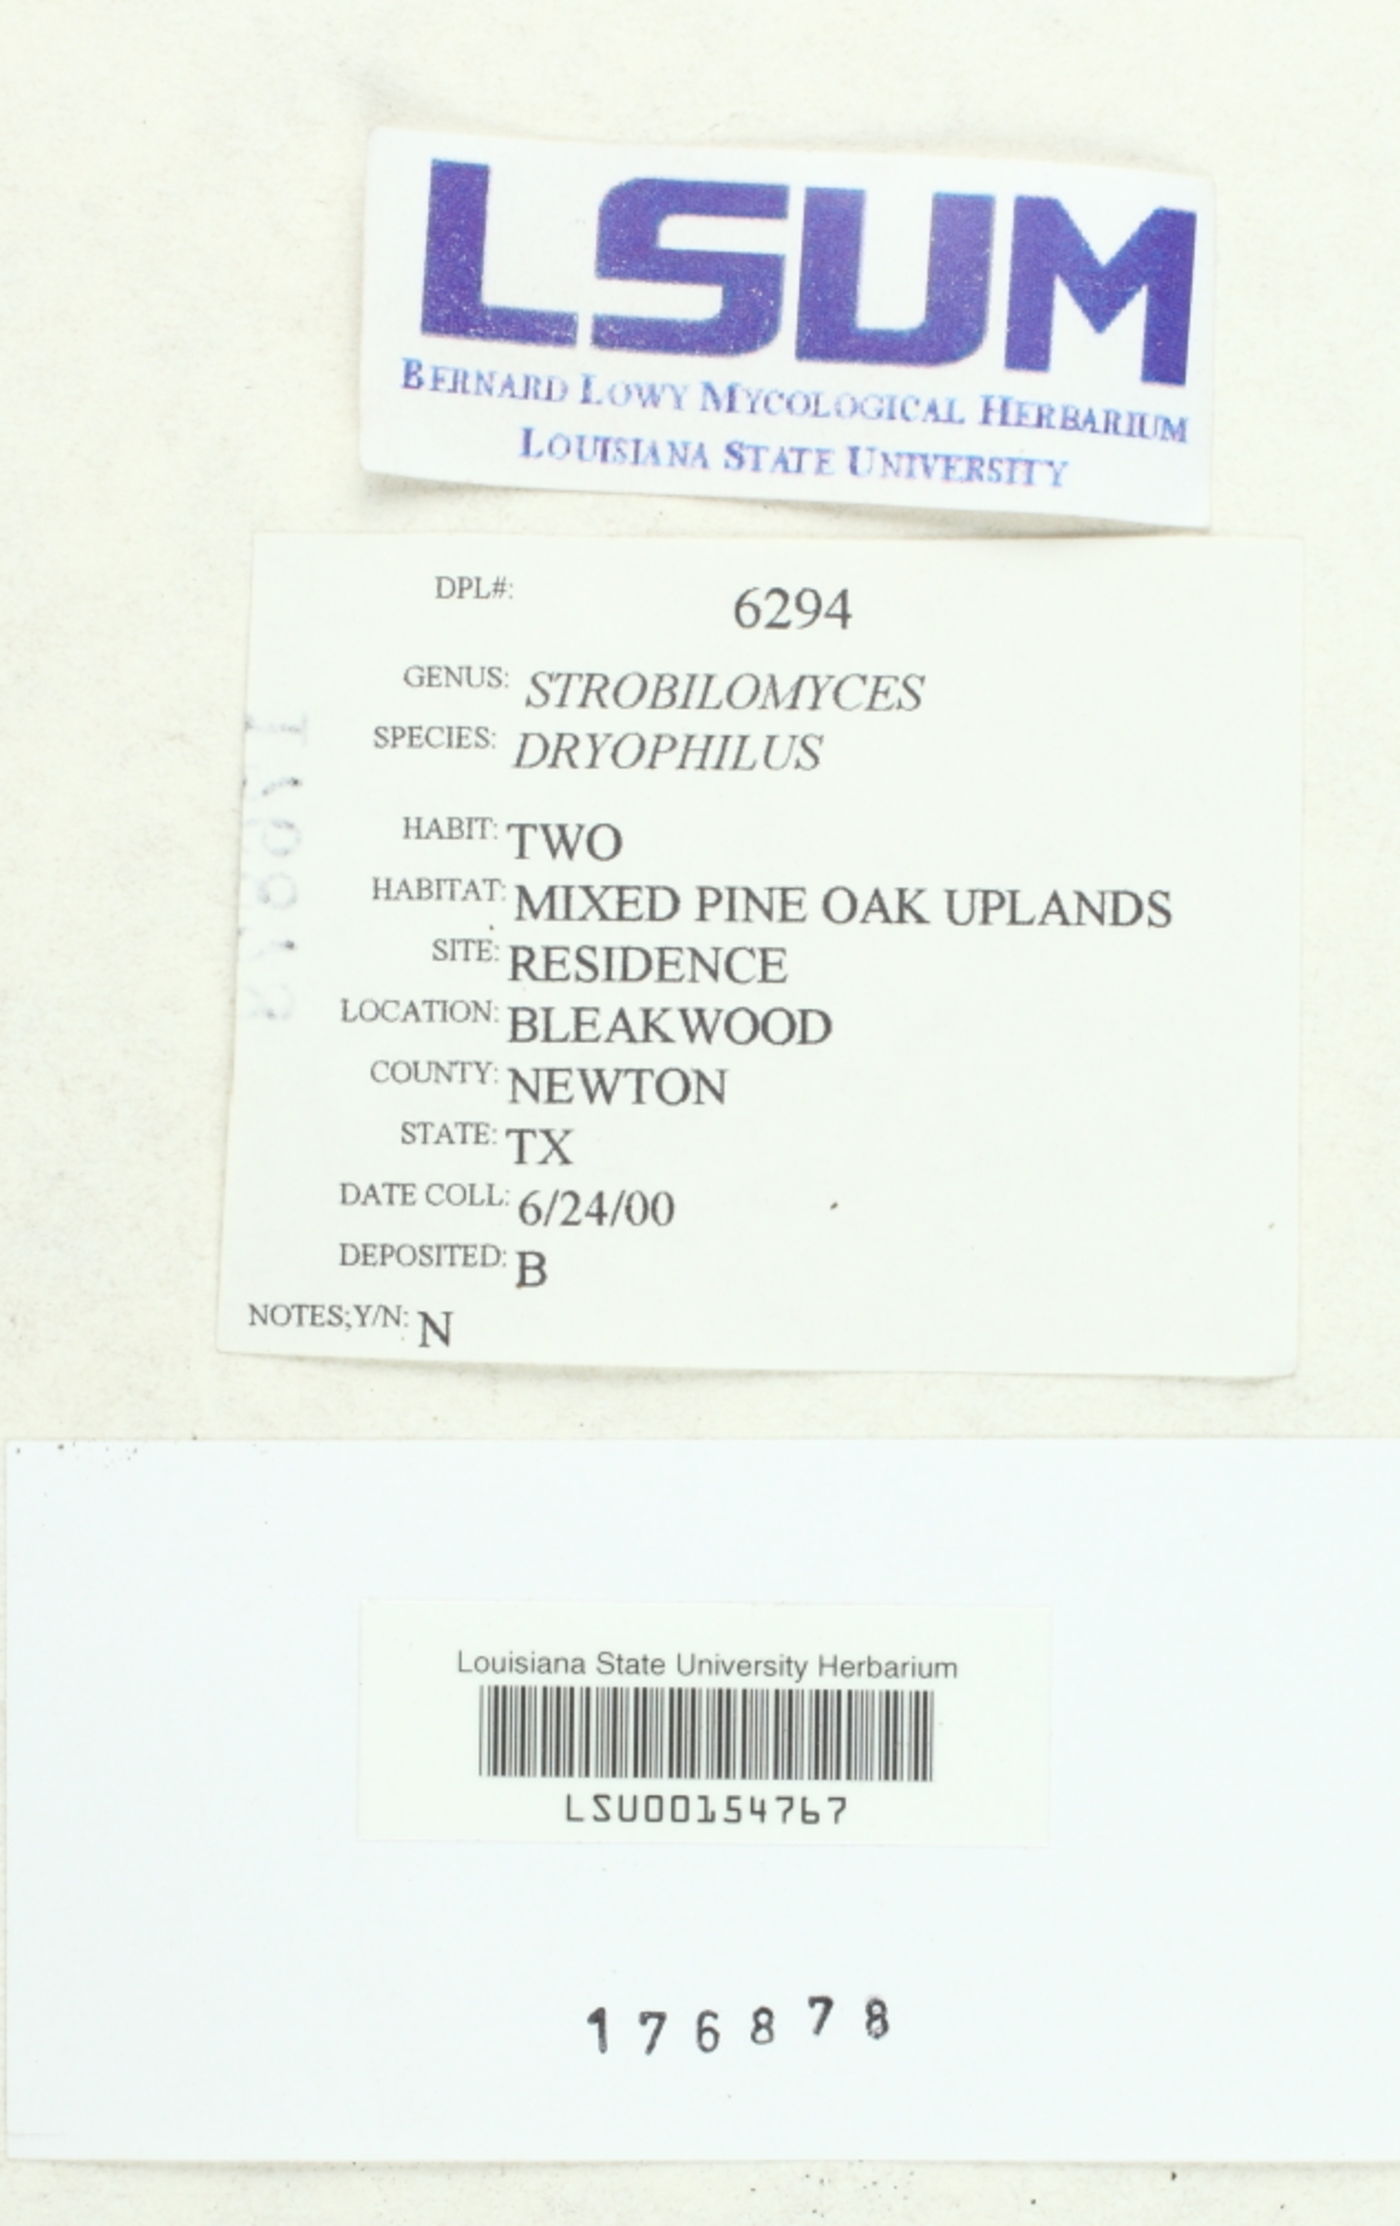 LSUM
BERNARD LOWY MYCOLOGICAL HERBARIUM
LOUISIANA STATE UNIVERSITY
DPL#: 6294
GENUS: STROBILOMYCES
SPECIES: DRYOPHILUS
HABIT: TWO
HABITAT: MIXED PINE OAK UPLANDS
SITE: RESIDENCE
LOCATION: BLEAKWOOD
COUNTY: NEWTON
STATE: TX
DATE COLL: 6/24/00
DEPOSITED: B
NOTES;Y/N: N
Louisiana State University Herbarium
LSU00154767
176878